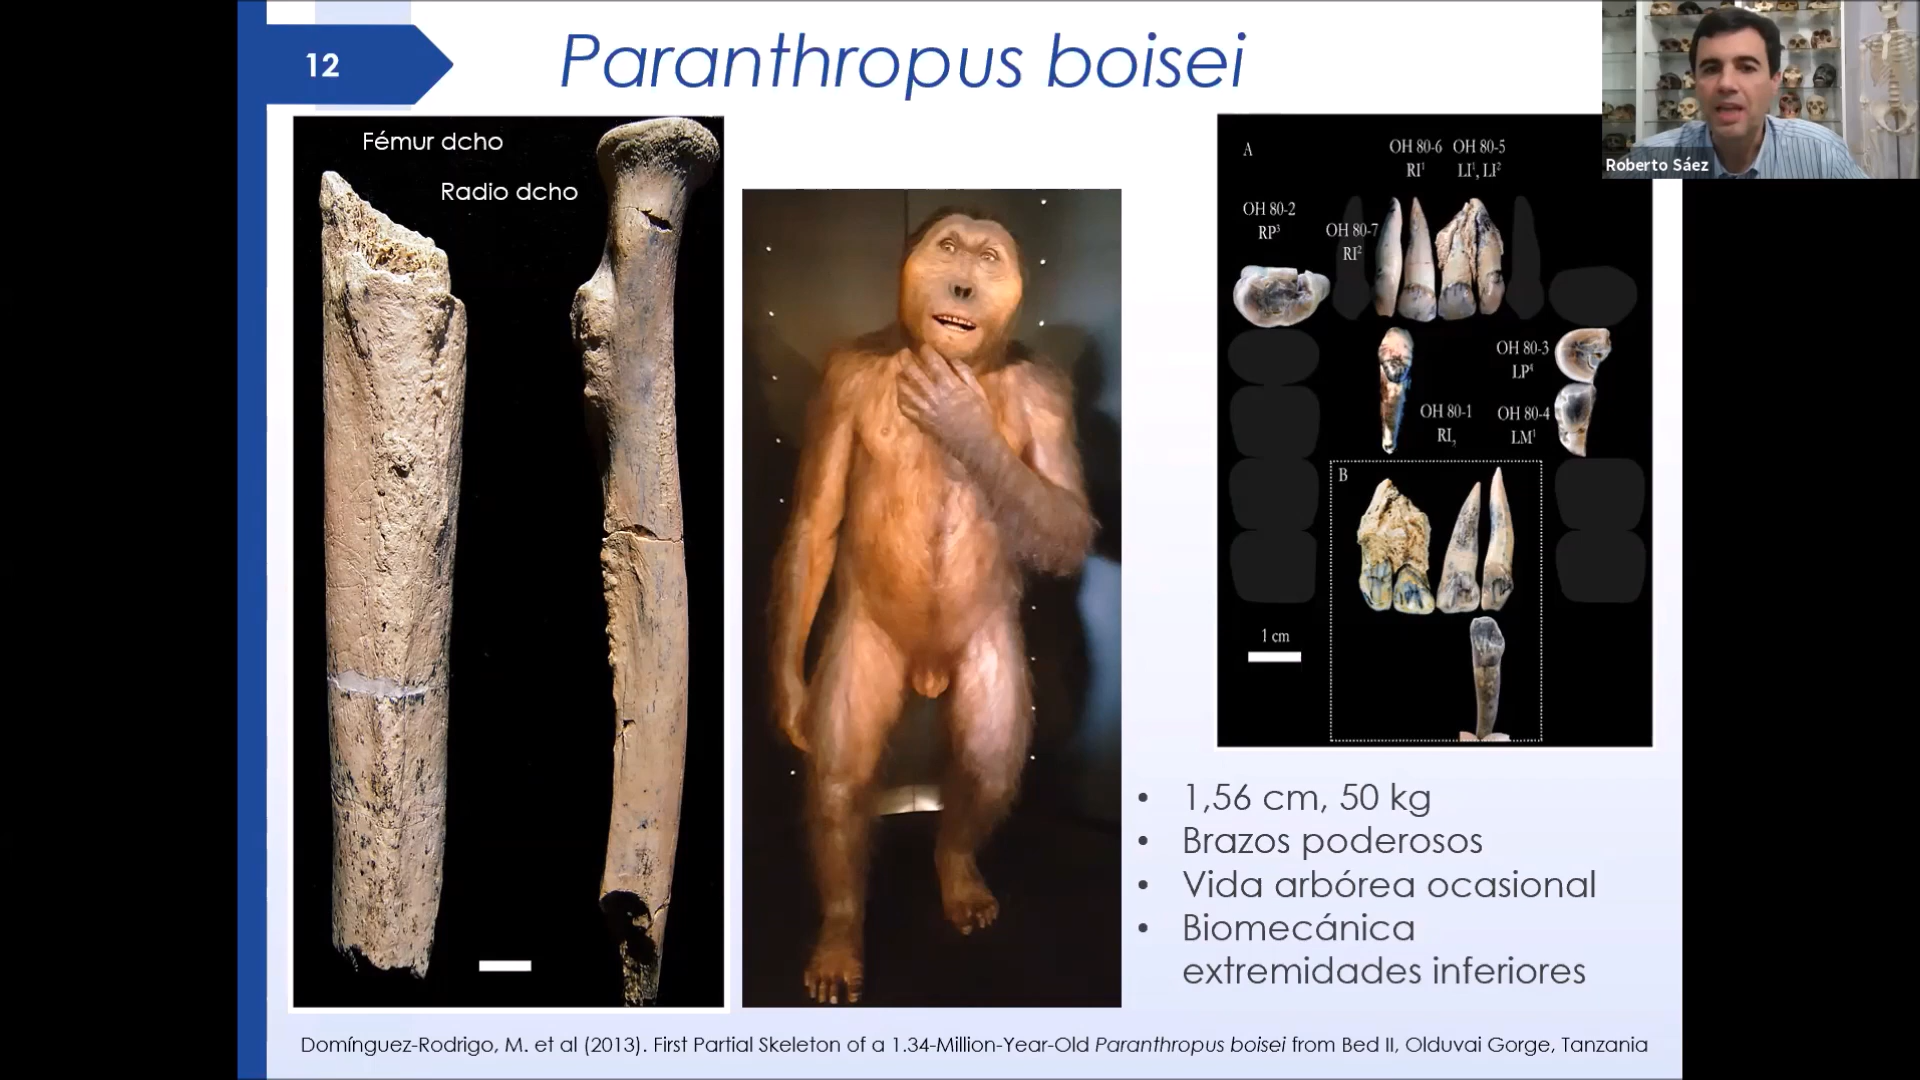 12
Paranthropus boisei
Fémur dcho
Radio dcho
A
OH 80-6
RI¹
OH 80-5
LI¹, LI²
OH 80-2
RP³
OH 80-7
RI²
OH 80-3
LP⁴
OH 80-1
RI₂
OH 80-4
LM¹
B
1 cm
Roberto Sáez
• 1,56 cm, 50 kg
• Brazos poderosos
• Vida arbórea ocasional
• Biomecánica
extremidades inferiores
Domínguez-Rodrigo, M. et al (2013). First Partial Skeleton of a 1.34-Million-Year-Old Paranthropus boisei from Bed II, Olduvai Gorge, Tanzania